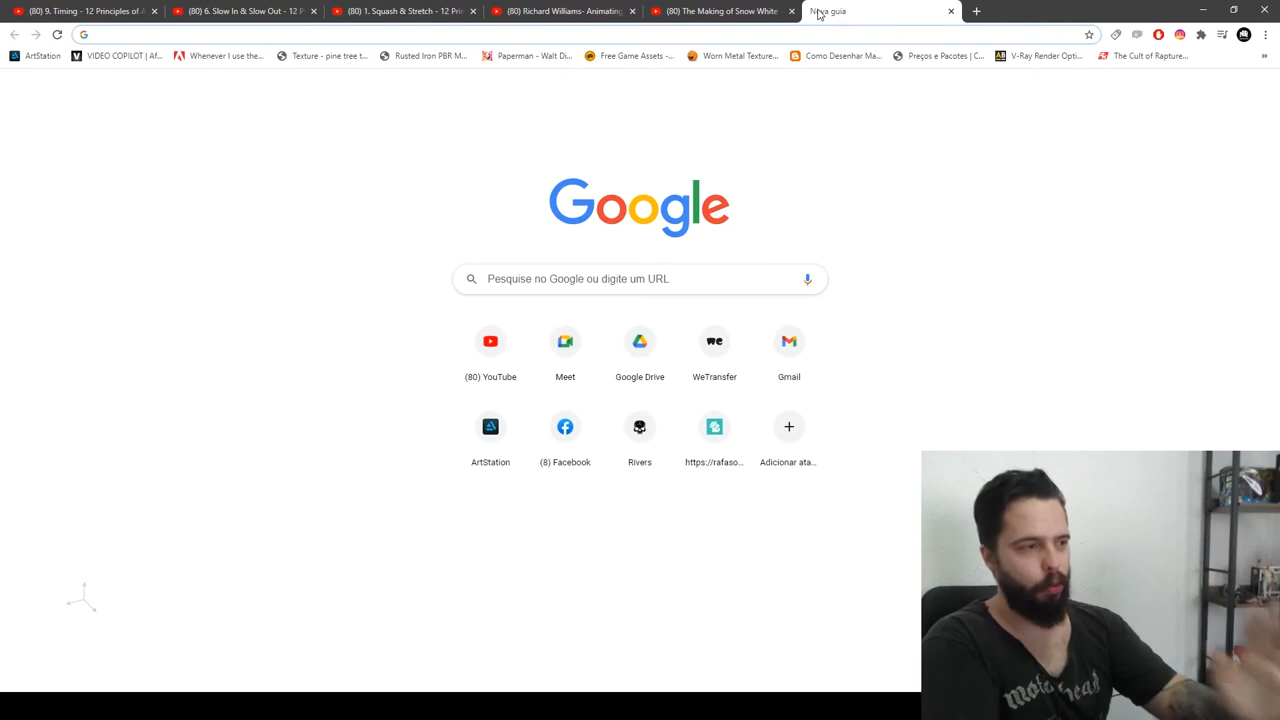 (80) 9. Timing - 12 Principles of A
(80) 6. Slow In & Slow Out - 12 P
(80) 1. Squash & Stretch - 12 Prin
(80) Richard Williams- Animating
(80) The Making of Snow White
Nova guia
ArtStation
VIDEO COPILOT | Af...
Whenever I use the...
Texture - pine tree t...
Rusted Iron PBR M...
Paperman - Walt Di...
Free Game Assets -...
Worn Metal Texture...
Como Desenhar Ma...
Preços e Pacotes | C...
V-Ray Render Opti...
The Cult of Rapture...
Google
Pesquise no Google ou digite um URL
we
(80) YouTube
Meet
Google Drive
WeTransfer
Gmail
ArtStation
(8) Facebook
Rivers
https://rafaso...
Adicionar ata...
motorhead